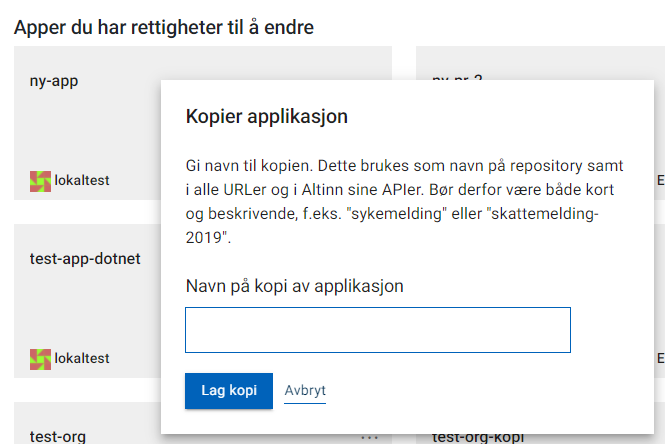 Apper du har rettigheter til å endre
ny-app
Kopier applikasjon
Gi navn til kopien. Dette brukes som navn på repository samt
i alle URLer og i Altinn sine APIer. Bør derfor være både kort
og beskrivende, f.eks. "sykemelding" eller "skattemelding-
2019".
lokaltest
E
test-app-dotnet
Navn på kopi av applikasjon
lokaltest
E
Lag kopi
Avbryt
test-org
test-org-kopi